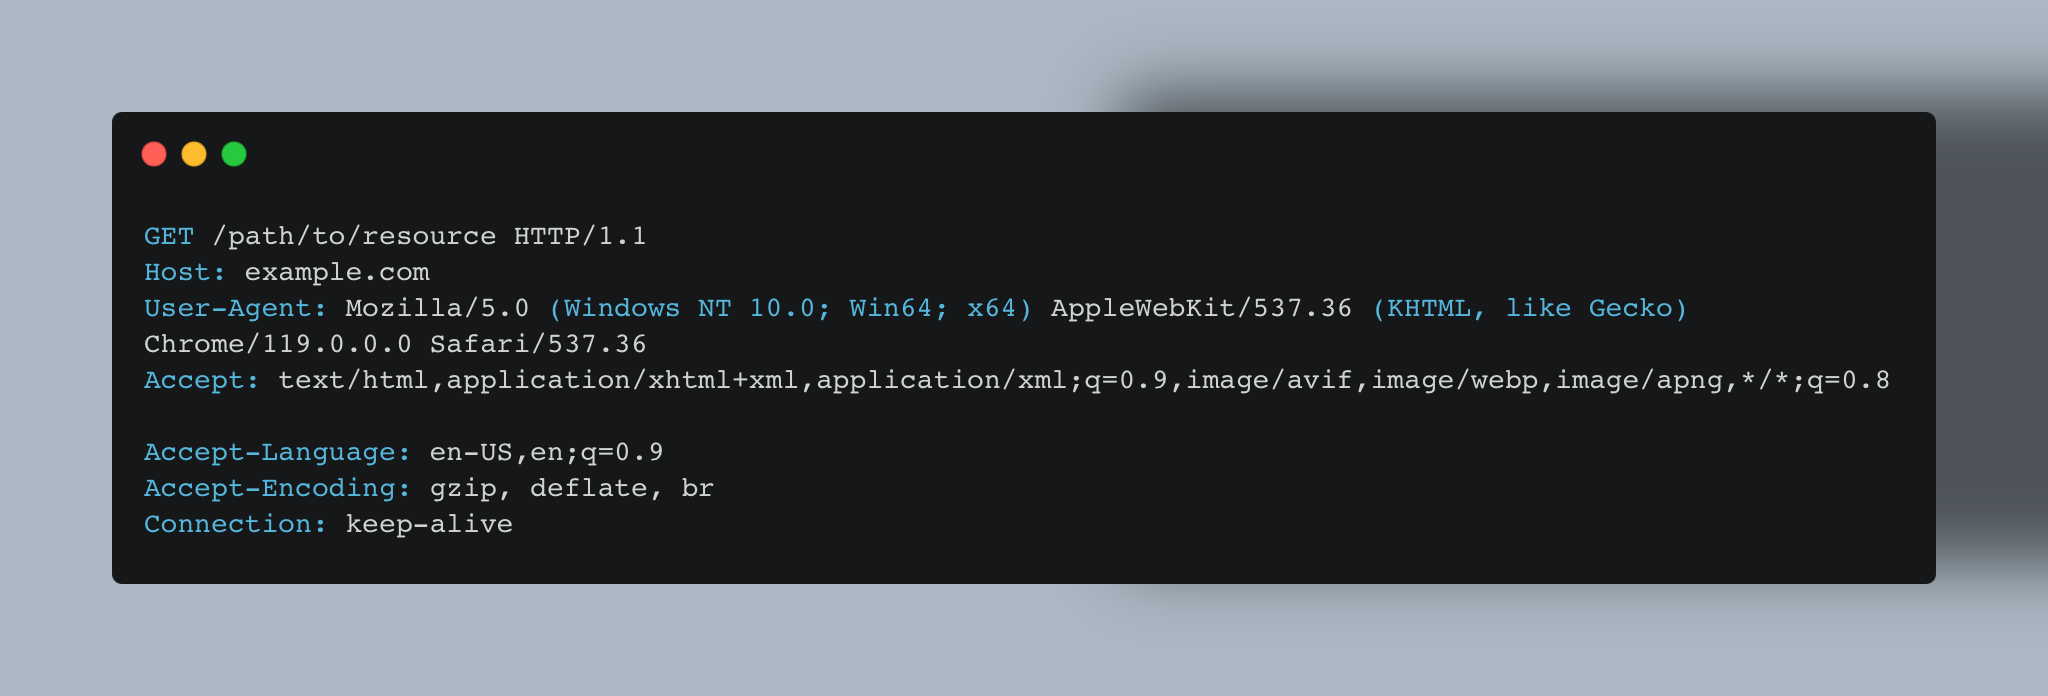 GET /path/to/resource HTTP/1.1
Host: example.com
User-Agent: Mozilla/5.0 (Windows NT 10.0; Win64; x64) AppleWebKit/537.36 (KHTML, like Gecko)
Chrome/119.0.0.0 Safari/537.36
Accept: text/html,application/xhtml+xml,application/xml;q=0.9,image/avif,image/webp,image/apng,*/*;q=0.8
Accept-Language: en-US,en;q=0.9
Accept-Encoding: gzip, deflate, br
Connection: keep-alive